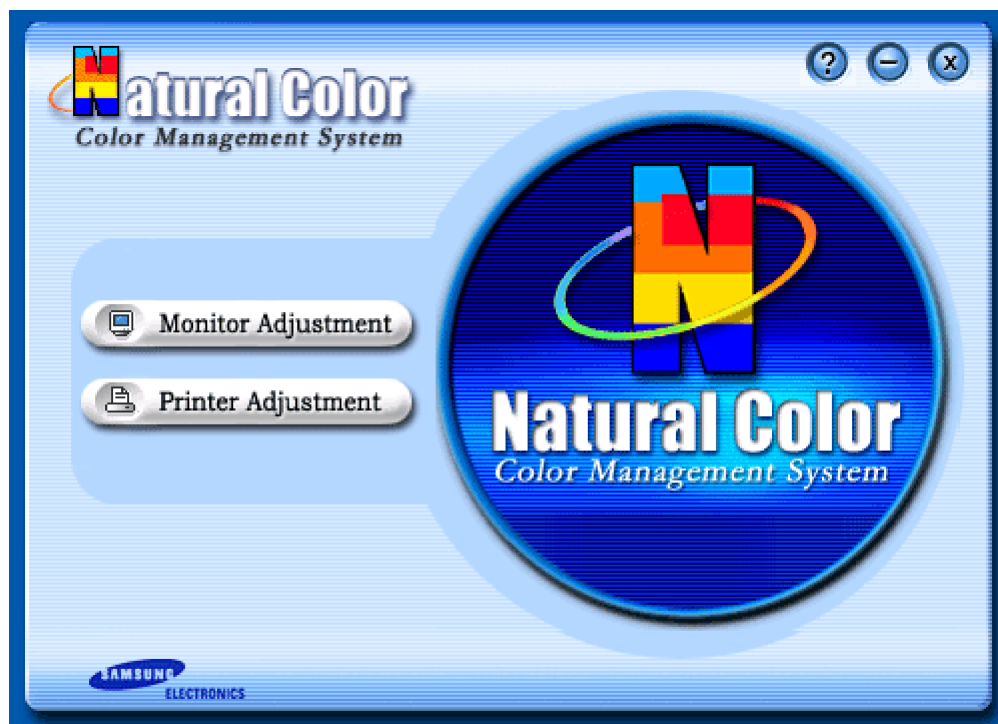 Natural Color
Color Management System
?
–
x
Monitor Adjustment
Printer Adjustment
N
Natural Color
Color Management System
SAMSUNG
ELECTRONICS